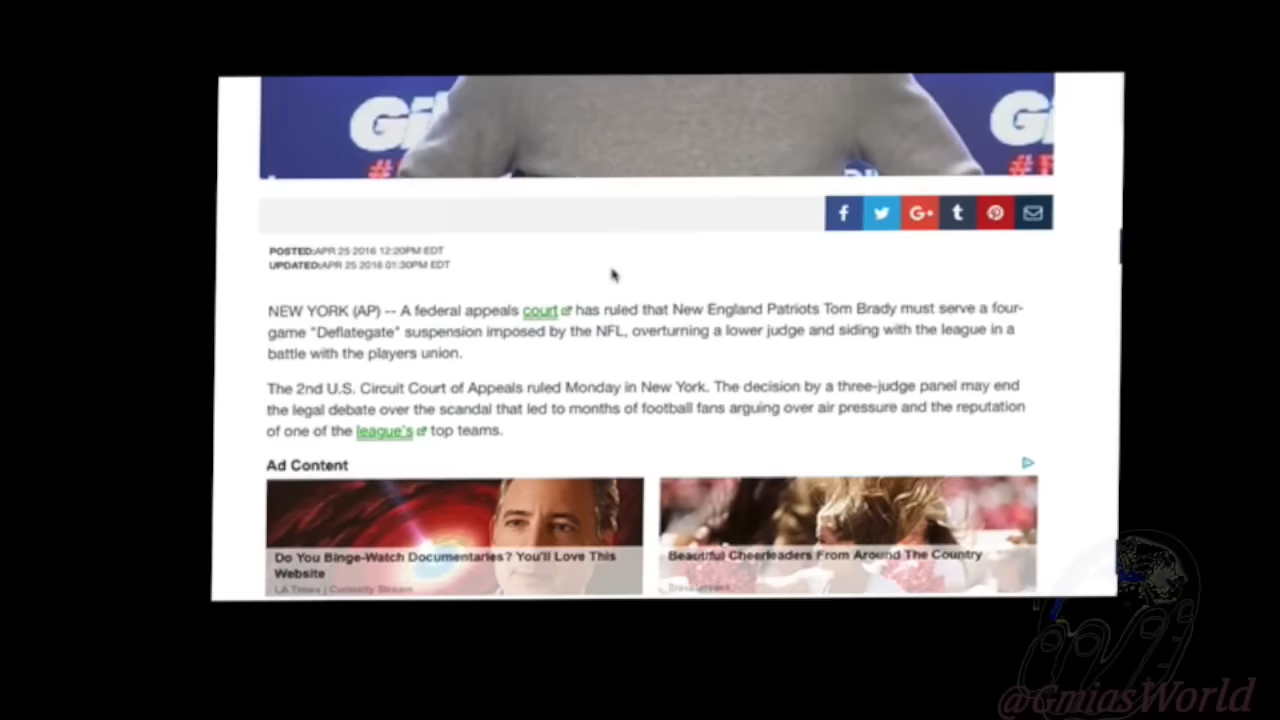 Gi
Gi
#
#F
f
G+
t
POSTED:APR 25 2016 12:20PM EDT
UPDATED:APR 25 2016 01:30PM EDT
NEW YORK (AP) -- A federal appeals court has ruled that New England Patriots Tom Brady must serve a four-
game "Deflategate" suspension imposed by the NFL, overturning a lower judge and siding with the league in a
battle with the players union.
The 2nd U.S. Circuit Court of Appeals ruled Monday in New York. The decision by a three-judge panel may end
the legal debate over the scandal that led to months of football fans arguing over air pressure and the reputation
of one of the league's top teams.
Ad Content
Do You Binge-Watch Documentaries? You'll Love This
Website
LA Times | Curiosity Stream
Beautiful Cheerleaders From Around The Country
@GmiasWorld